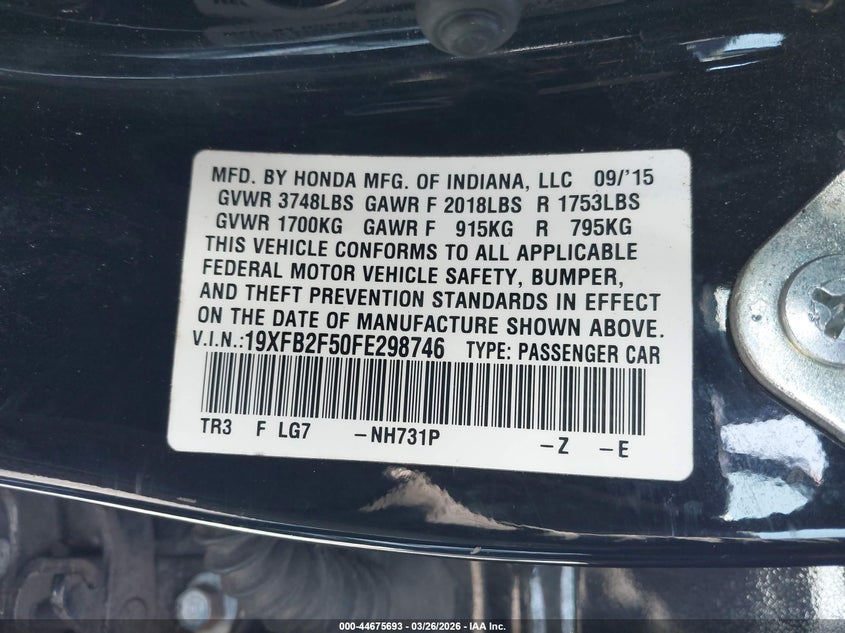 MFD. BY HONDA MFG. OF INDIANA, LLC 09/'15
GVWR 3748LBS GAWR F 2018LBS R 1753LBS
GVWR 1700KG GAWR F 915KG R 795KG
THIS VEHICLE CONFORMS TO ALL APPLICABLE
FEDERAL MOTOR VEHICLE SAFETY, BUMPER,
AND THEFT PREVENTION STANDARDS IN EFFECT
ON THE DATE OF MANUFACTURE SHOWN ABOVE.
V.I.N.:19XFB2F50FE298746 TYPE: PASSENGER CAR
TR3 F LG7 -NH731P -Z -E
000-44675693 - 03/26/2026 - IAA Inc.